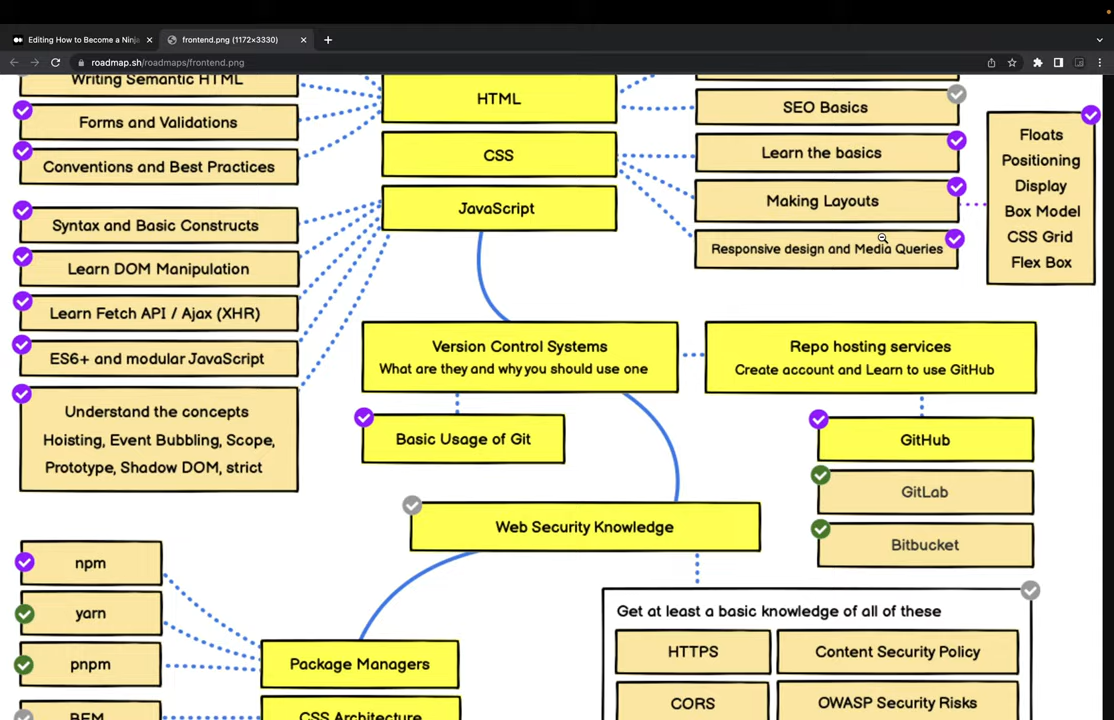 Editing How to Become a Ninja
frontend.png (1172×3330)
roadmap.sh/roadmaps/frontend.png
Writing Semantic HTML
Forms and Validations
Conventions and Best Practices
HTML
CSS
JavaScript
SEO Basics
Learn the basics
Making Layouts
Responsive design and Media Queries
Floats
Positioning
Display
Box Model
CSS Grid
Flex Box
Syntax and Basic Constructs
Learn DOM Manipulation
Learn Fetch API / Ajax (XHR)
ES6+ and modular JavaScript
Understand the concepts
Hoisting, Event Bubbling, Scope,
Prototype, Shadow DOM, strict
Version Control Systems
What are they and why you should use one
Repo hosting services
Create account and Learn to use GitHub
Basic Usage of Git
GitHub
GitLab
Bitbucket
Web Security Knowledge
npm
yarn
pnpm
BEM
Package Managers
CSS Architecture
Get at least a basic knowledge of all of these
HTTPS
Content Security Policy
CORS
OWASP Security Risks